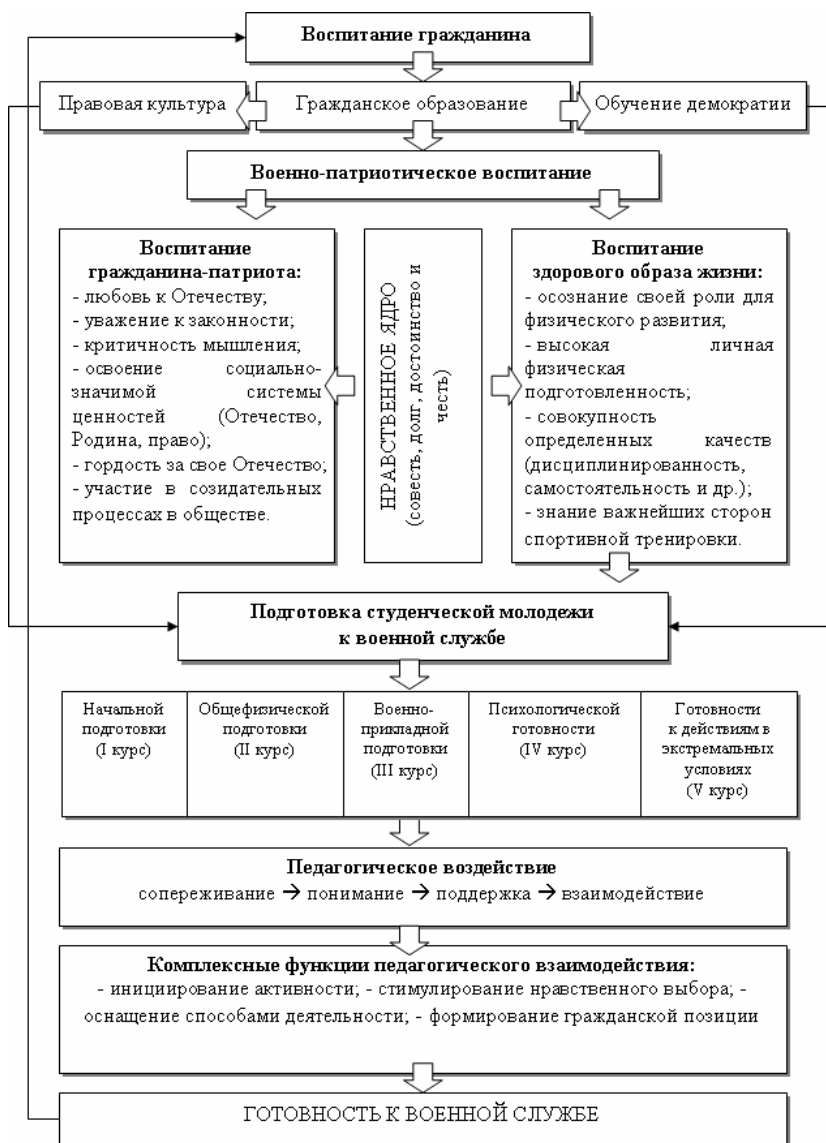 Воспитание гражданина
Правовая культура
Гражданское образование
Обучение демократии
Военно-патриотическое воспитание
Воспитание
гражданина-патриота:
- любовь к Отечеству;
- уважение к законности;
- критичность мышления;
- освоение социально-
значимой системы
ценностей (Отечество,
Родина, право);
- гордость за свое Отечество;
- участие в созидательных
процессах в обществе.
НРАВСТВЕННОЕ ЯДРО
(совесть, долг, достоинство и
честь)
Воспитание
здорового образа жизни:
- осознание своей роли для
физического развития;
- высокая личная
физическая
подготовленность;
- совокупность
определенных качеств
(дисциплинированность,
самостоятельность и др.);
- знание важнейших сторон
спортивной тренировки.
Подготовка студенческой молодежи
к военной службе
Начальной
подготовки
(I курс)
Общефизической
подготовки
(II курс)
Военно-
прикладной
подготовки
(III курс)
Психологической
готовности
(IV курс)
Готовности
к действиям в
экстремальных
условиях
(V курс)
Педагогическое воздействие
сопереживание → понимание → поддержка → взаимодействие
Комплексные функции педагогического взаимодействия:
- инициирование активности; - стимулирование нравственного выбора; -
оснащение способами деятельности; - формирование гражданской позиции
ГОТОВНОСТЬ К ВОЕННОЙ СЛУЖБЕ